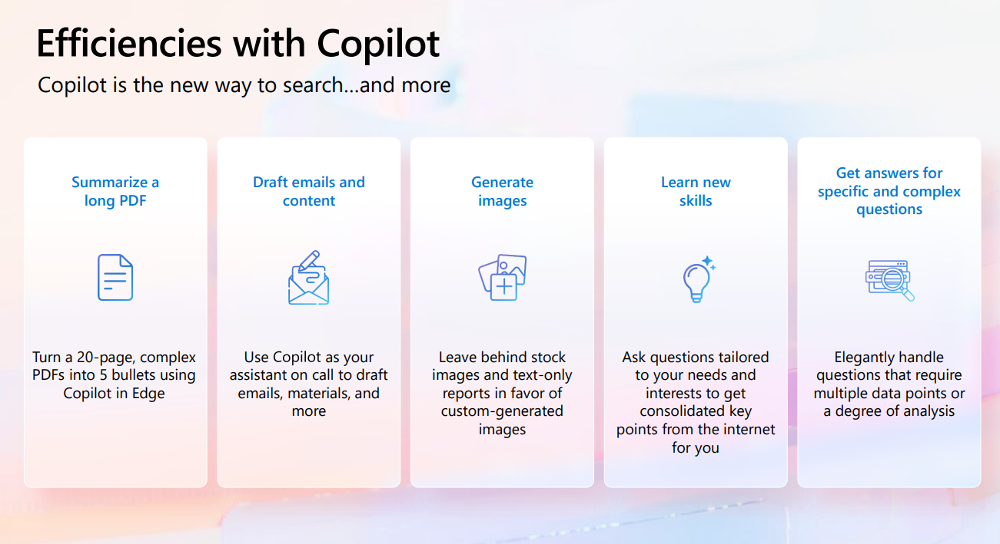 Efficiencies with Copilot
Copilot is the new way to search...and more
Summarize a
long PDF
Turn a 20-page, complex
PDFs into 5 bullets using
Copilot in Edge
Draft emails and
content
Use Copilot as your
assistant on call to draft
emails, materials, and
more
Generate
images
Leave behind stock
images and text-only
reports in favor of
custom-generated
images
Learn new
skills
Ask questions tailored
to your needs and
interests to get
consolidated key
points from the internet
for you
Get answers for
specific and complex
questions
Elegantly handle
questions that require
multiple data points or
a degree of analysis